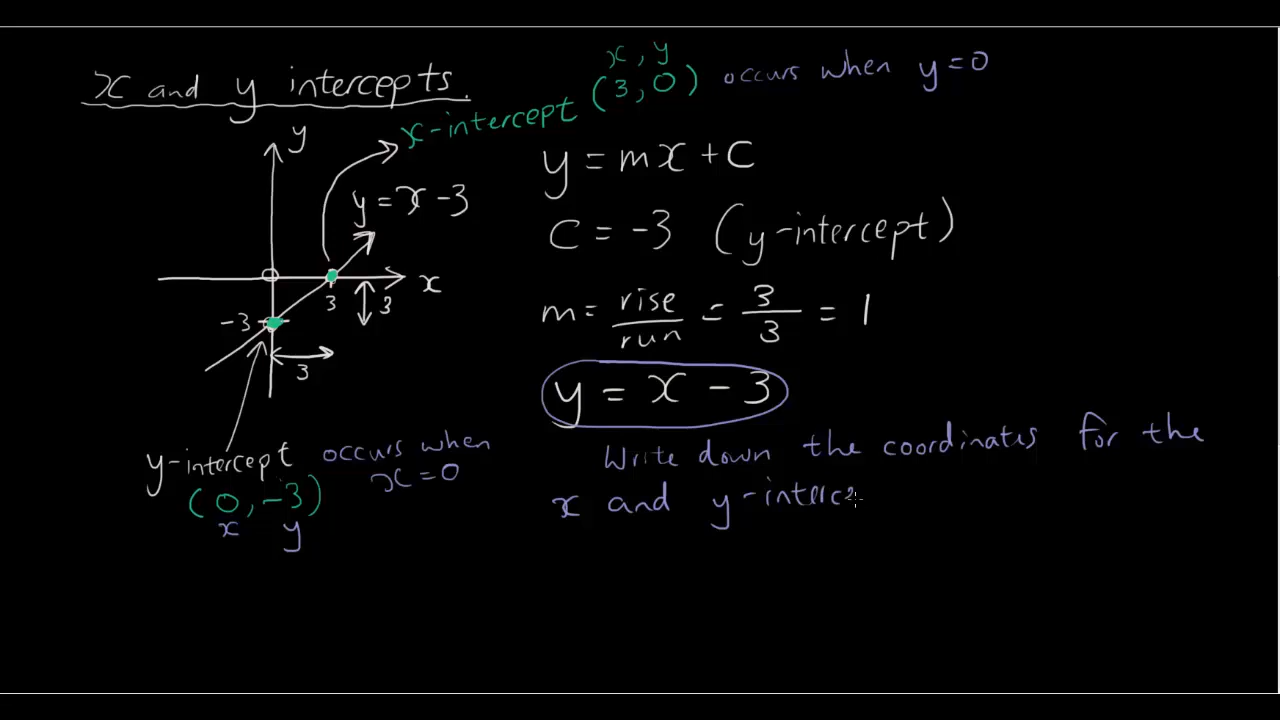 x and y intercepts.
x, y
x-intercept (3, 0) occurs when y = 0
y
y = x - 3
x
3
3
-3
3
y-intercept occurs when
x = 0
(0, -3)
x y
y = mx + C
C = -3 (y-intercept)
m = rise/run = 3/3 = 1
y = x - 3
Write down the coordinates for the
x and y-interce